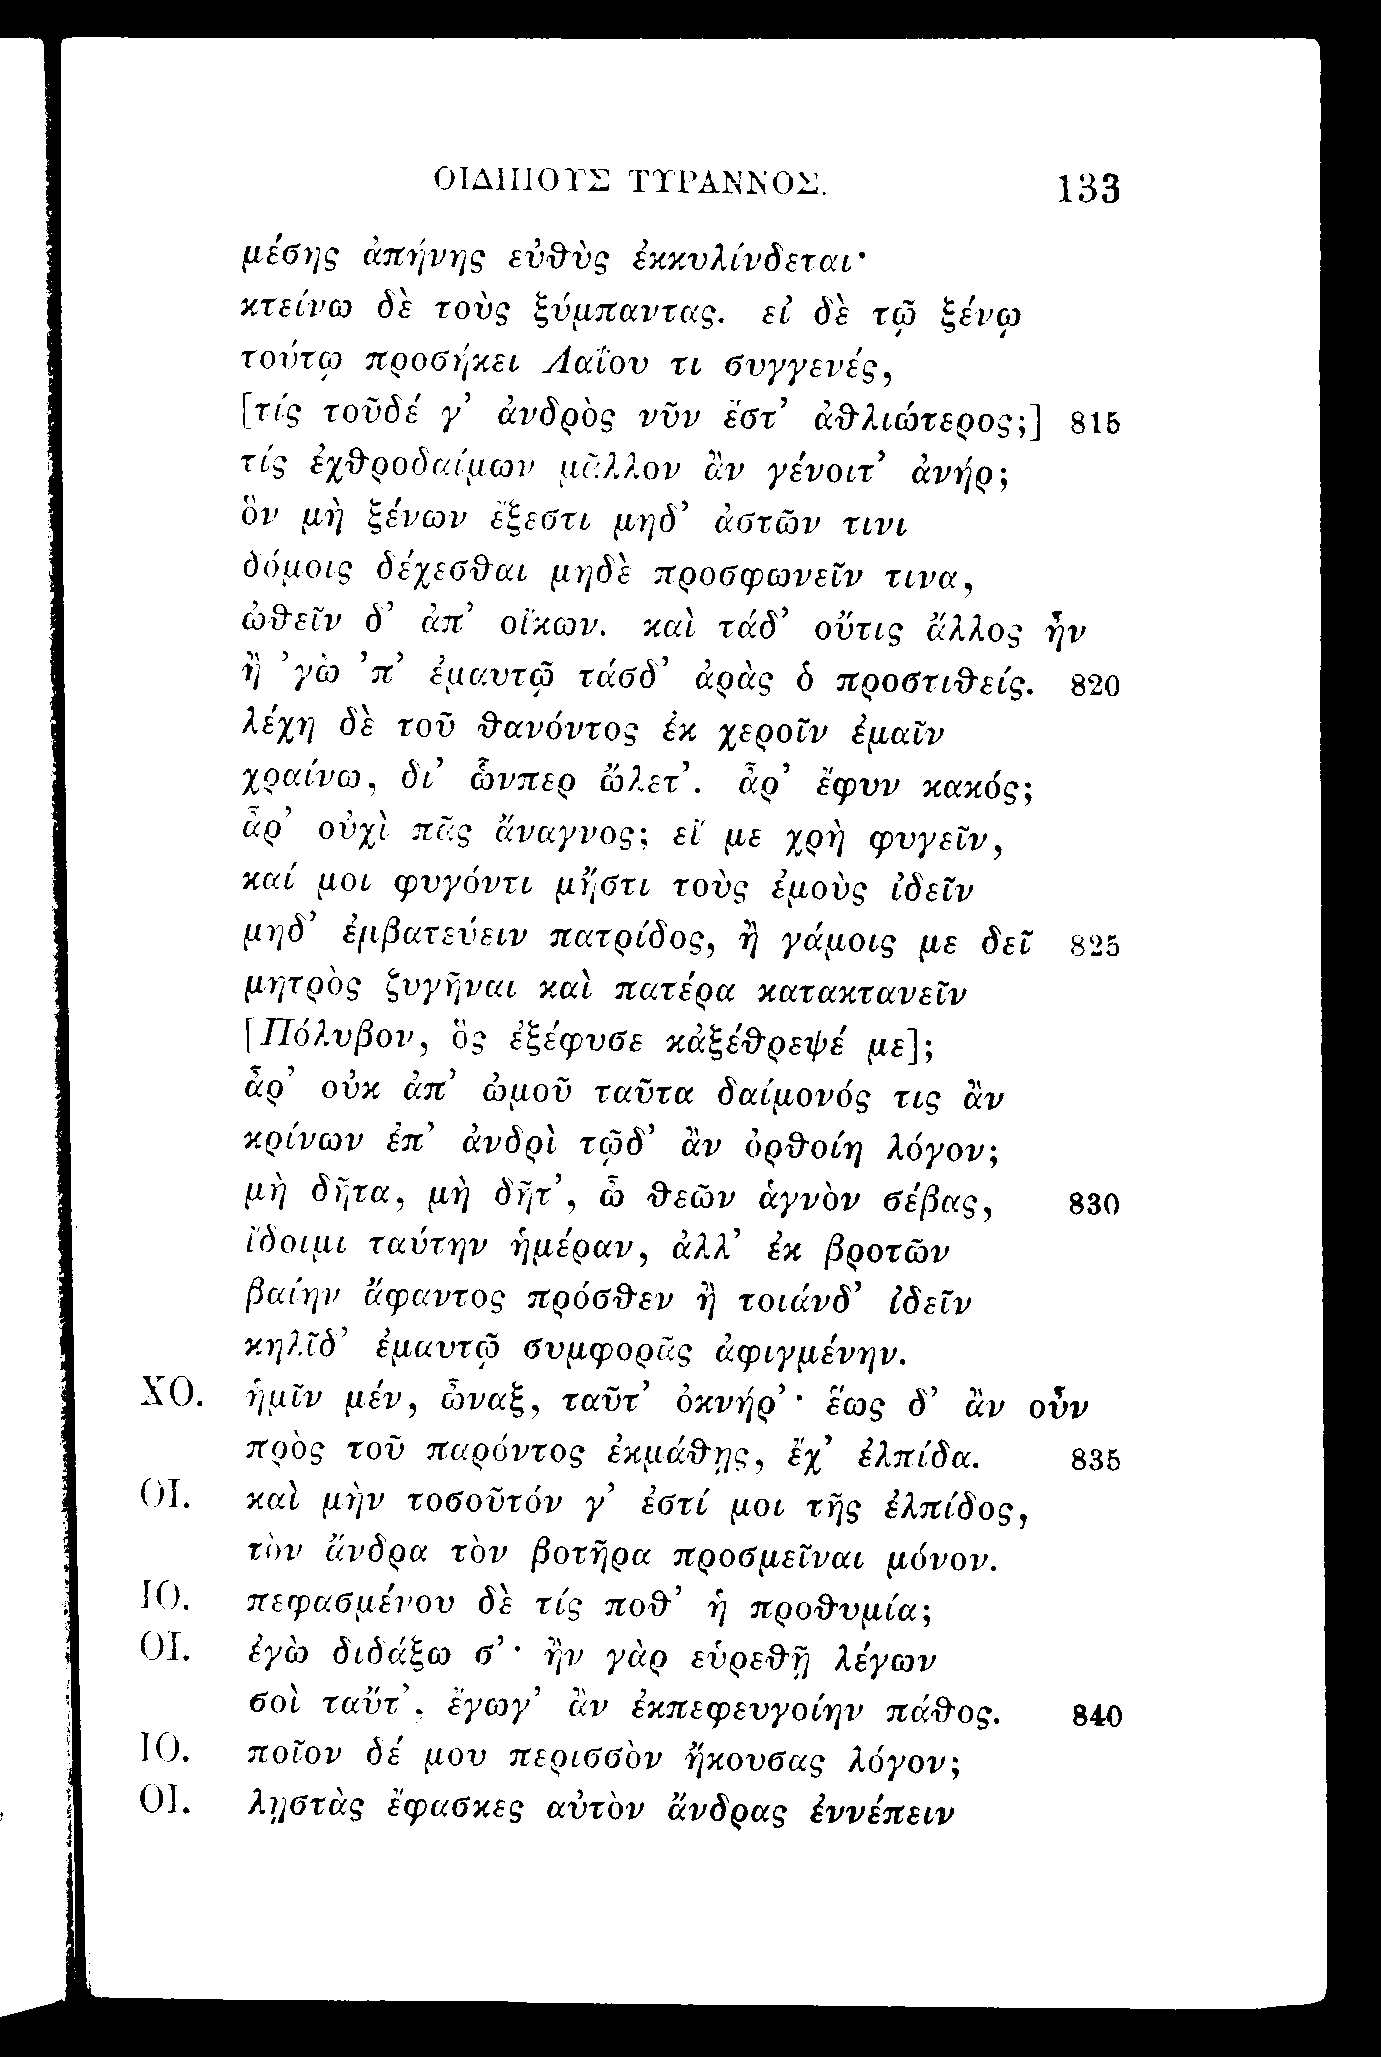 ΟΙΔΙΠΟΥΣ ΤΥΡΑΝΝΟΣ. 133
μέσης ἀπήνης εὐθὺς ἐκκυλίνδεται·
κτείνω δὲ τοὺς ξύμπαντας. εἰ δὲ τῷ ξένῳ
τούτῳ προσήκει Λαΐου τι συγγενές,
[τίς τοῦδέ γ’ ἀνδρὸς νῦν ἔστ’ ἀθλιώτερος;] 815
τίς ἐχθροδαίμων μᾶλλον ἂν γένοιτ’ ἀνήρ;
ὃν μὴ ξένων ἔξεστι μηδ’ ἀστῶν τινι
δόμοις δέχεσθαι μηδὲ προσφωνεῖν τινα,
ὠθεῖν δ’ ἀπ’ οἴκων. καὶ τάδ’ οὔτις ἄλλος ἦν
ἢ ’γὼ ’π’ ἐμαυτῷ τάσδ’ ἀρὰς ὁ προστιθείς. 820
λέχη δὲ τοῦ θανόντος ἐκ χεροῖν ἐμαῖν
χραίνω, δι’ ὧνπερ ὤλετ’. ἆρ’ ἔφυν κακός;
ἆρ’ οὐχὶ πᾶς ἄναγνος; εἴ με χρὴ φυγεῖν,
καί μοι φυγόντι μἤστι τοὺς ἐμοὺς ἰδεῖν
μηδ’ ἐμβατεύειν πατρίδος, ἢ γάμοις με δεῖ 825
μητρὸς ζυγῆναι καὶ πατέρα κατακτανεῖν
[Πόλυβον, ὃς ἐξέφυσε κἀξέθρεψέ με];
ἆρ’ οὐκ ἀπ’ ὠμοῦ ταῦτα δαίμονός τις ἂν
κρίνων ἐπ’ ἀνδρὶ τῷδ’ ἂν ὀρθοίη λόγον;
μὴ δῆτα, μὴ δῆτ’, ὦ θεῶν ἁγνὸν σέβας, 830
ἴδοιμι ταύτην ἡμέραν, ἀλλ’ ἐκ βροτῶν
βαίην ἄφαντος πρόσθεν ἢ τοιάνδ’ ἰδεῖν
κηλῖδ’ ἐμαυτῷ συμφορᾶς ἀφιγμένην.
ΧΟ. ἡμῖν μέν, ὦναξ, ταῦτ’ ὀκνήρ’· ἕως δ’ ἂν οὖν
πρὸς τοῦ παρόντος ἐκμάθῃς, ἔχ’ ἐλπίδα. 835
ΟΙ. καὶ μὴν τοσοῦτόν γ’ ἐστί μοι τῆς ἐλπίδος,
τὸν ἄνδρα τὸν βοτῆρα προσμεῖναι μόνον.
ΙΟ. πεφασμένου δὲ τίς ποθ’ ἡ προθυμία;
ΟΙ. ἐγὼ διδάξω σ’· ἢν γὰρ εὑρεθῇ λέγων
σοὶ ταὔτ’, ἔγωγ’ ἂν ἐκπεφευγοίην πάθος. 840
ΙΟ. ποῖον δέ μου περισσὸν ἤκουσας λόγον;
ΟΙ. λῃστὰς ἔφασκες αὐτὸν ἄνδρας ἐννέπειν